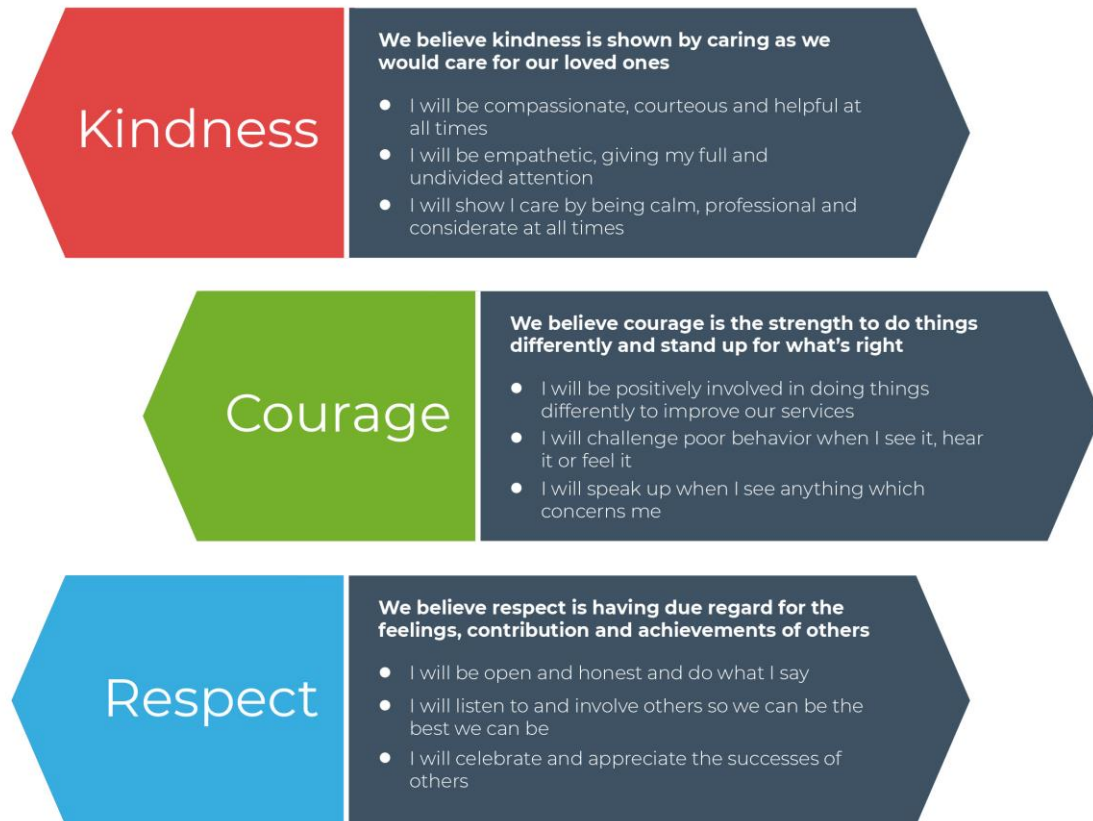 Kindness
We believe kindness is shown by caring as we
would care for our loved ones
● I will be compassionate, courteous and helpful at
all times
● I will be empathetic, giving my full and
undivided attention
● I will show I care by being calm, professional and
considerate at all times
Courage
We believe courage is the strength to do things
differently and stand up for what’s right
● I will be positively involved in doing things
differently to improve our services
● I will challenge poor behavior when I see it, hear
it or feel it
● I will speak up when I see anything which
concerns me
Respect
We believe respect is having due regard for the
feelings, contribution and achievements of others
● I will be open and honest and do what I say
● I will listen to and involve others so we can be the
best we can be
● I will celebrate and appreciate the successes of
others